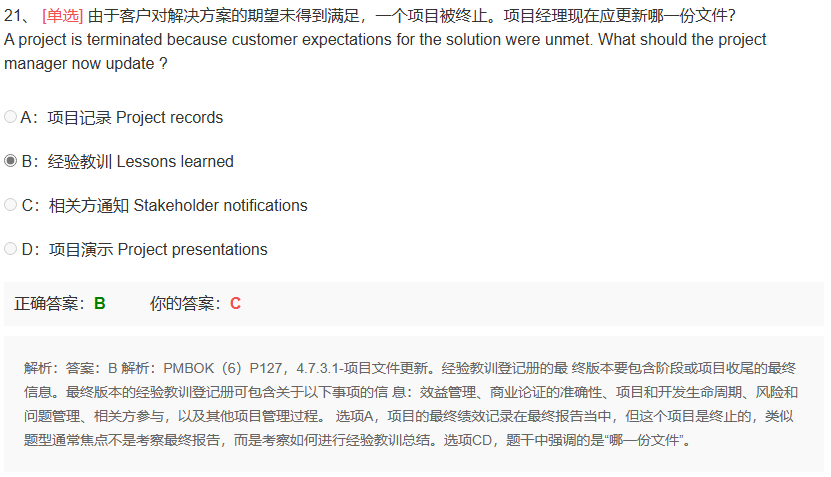 21、 [单选] 由于客户对解决方案的期望未得到满足，一个项目被终止。项目经理现在应更新哪一份文件?
A project is terminated because customer expectations for the solution were unmet. What should the project
manager now update ?
A：项目记录 Project records
B：经验教训 Lessons learned
C：相关方通知 Stakeholder notifications
D：项目演示 Project presentations
正确答案：B 你的答案：C
解析：答案：B 解析：PMBOK（6）P127，4.7.3.1-项目文件更新。经验教训登记册的最 终版本要包含阶段或项目收尾的最终
信息。最终版本的经验教训登记册可包含关于以下事项的信 息：效益管理、商业论证的准确性、项目和开发生命周期、风险和
问题管理、相关方参与，以及其他项目管理过程。 选项A，项目的最终绩效记录在最终报告当中，但这个项目是终止的，类似
题型通常焦点不是考察最终报告，而是考察如何进行经验教训总结。选项CD，题干中强调的是“哪一份文件”。